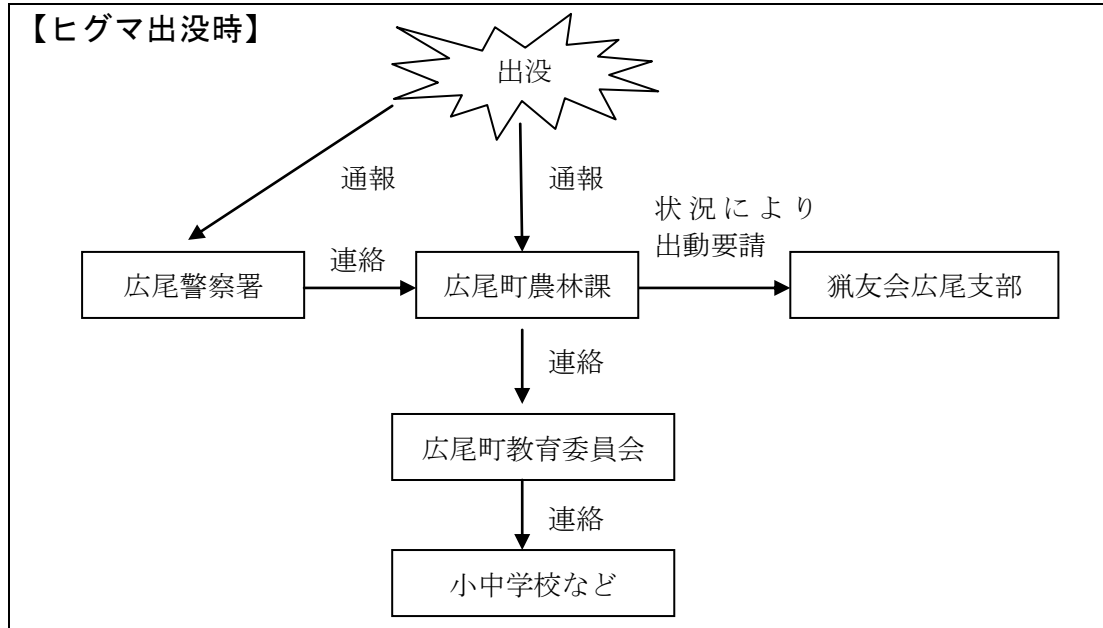 【ヒグマ出没時】
出没
通報
通報
状況により
出動要請
広尾警察署
連絡
広尾町農林課
猟友会広尾支部
連絡
広尾町教育委員会
連絡
小中学校など